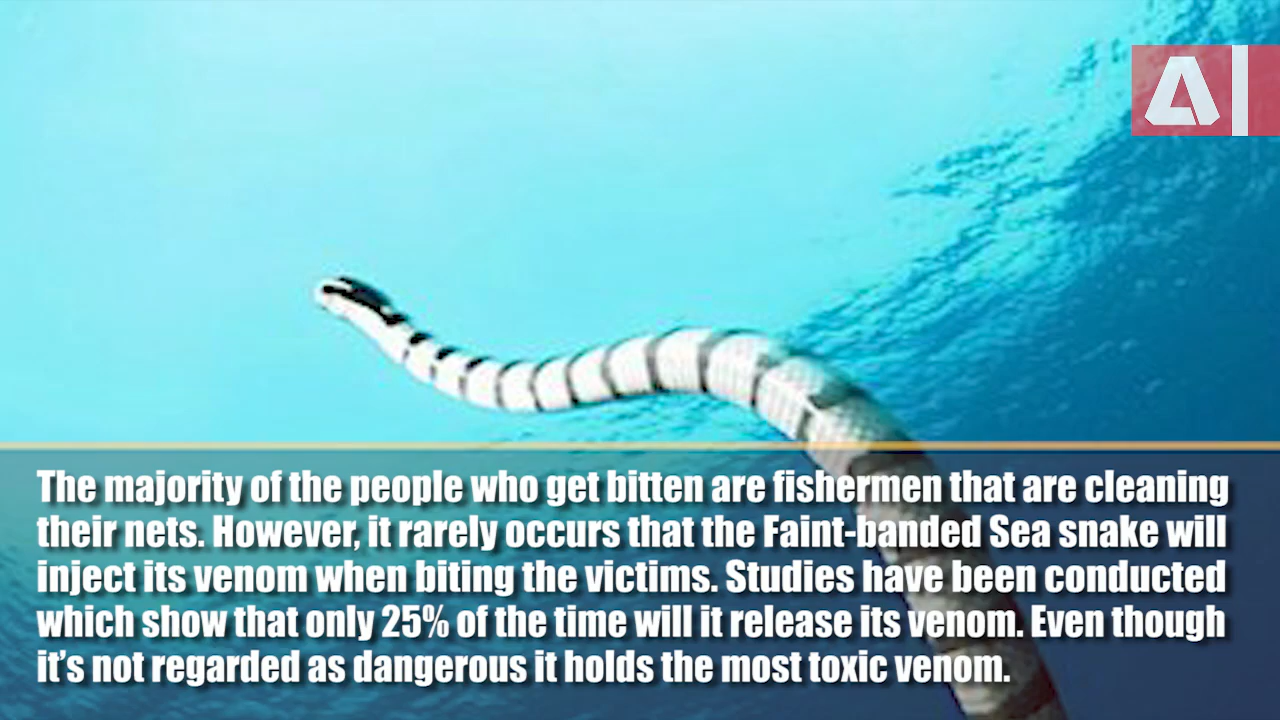 The majority of the people who get bitten are fishermen that are cleaning
their nets. However, it rarely occurs that the Faint-banded Sea snake will
inject its venom when biting the victims. Studies have been conducted
which show that only 25% of the time will it release its venom. Even though
it’s not regarded as dangerous it holds the most toxic venom.